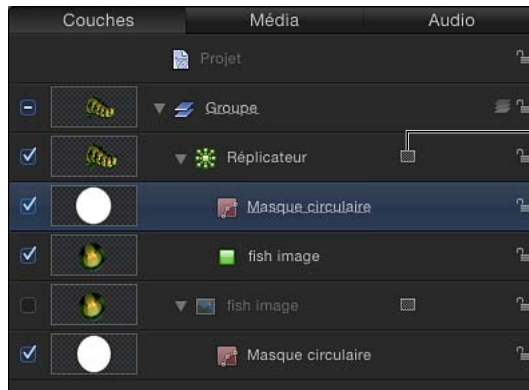 Couches Média Audio
Projet
Groupe
Réplicateur
Masque circulaire
fish image
fish image
Masque circulaire